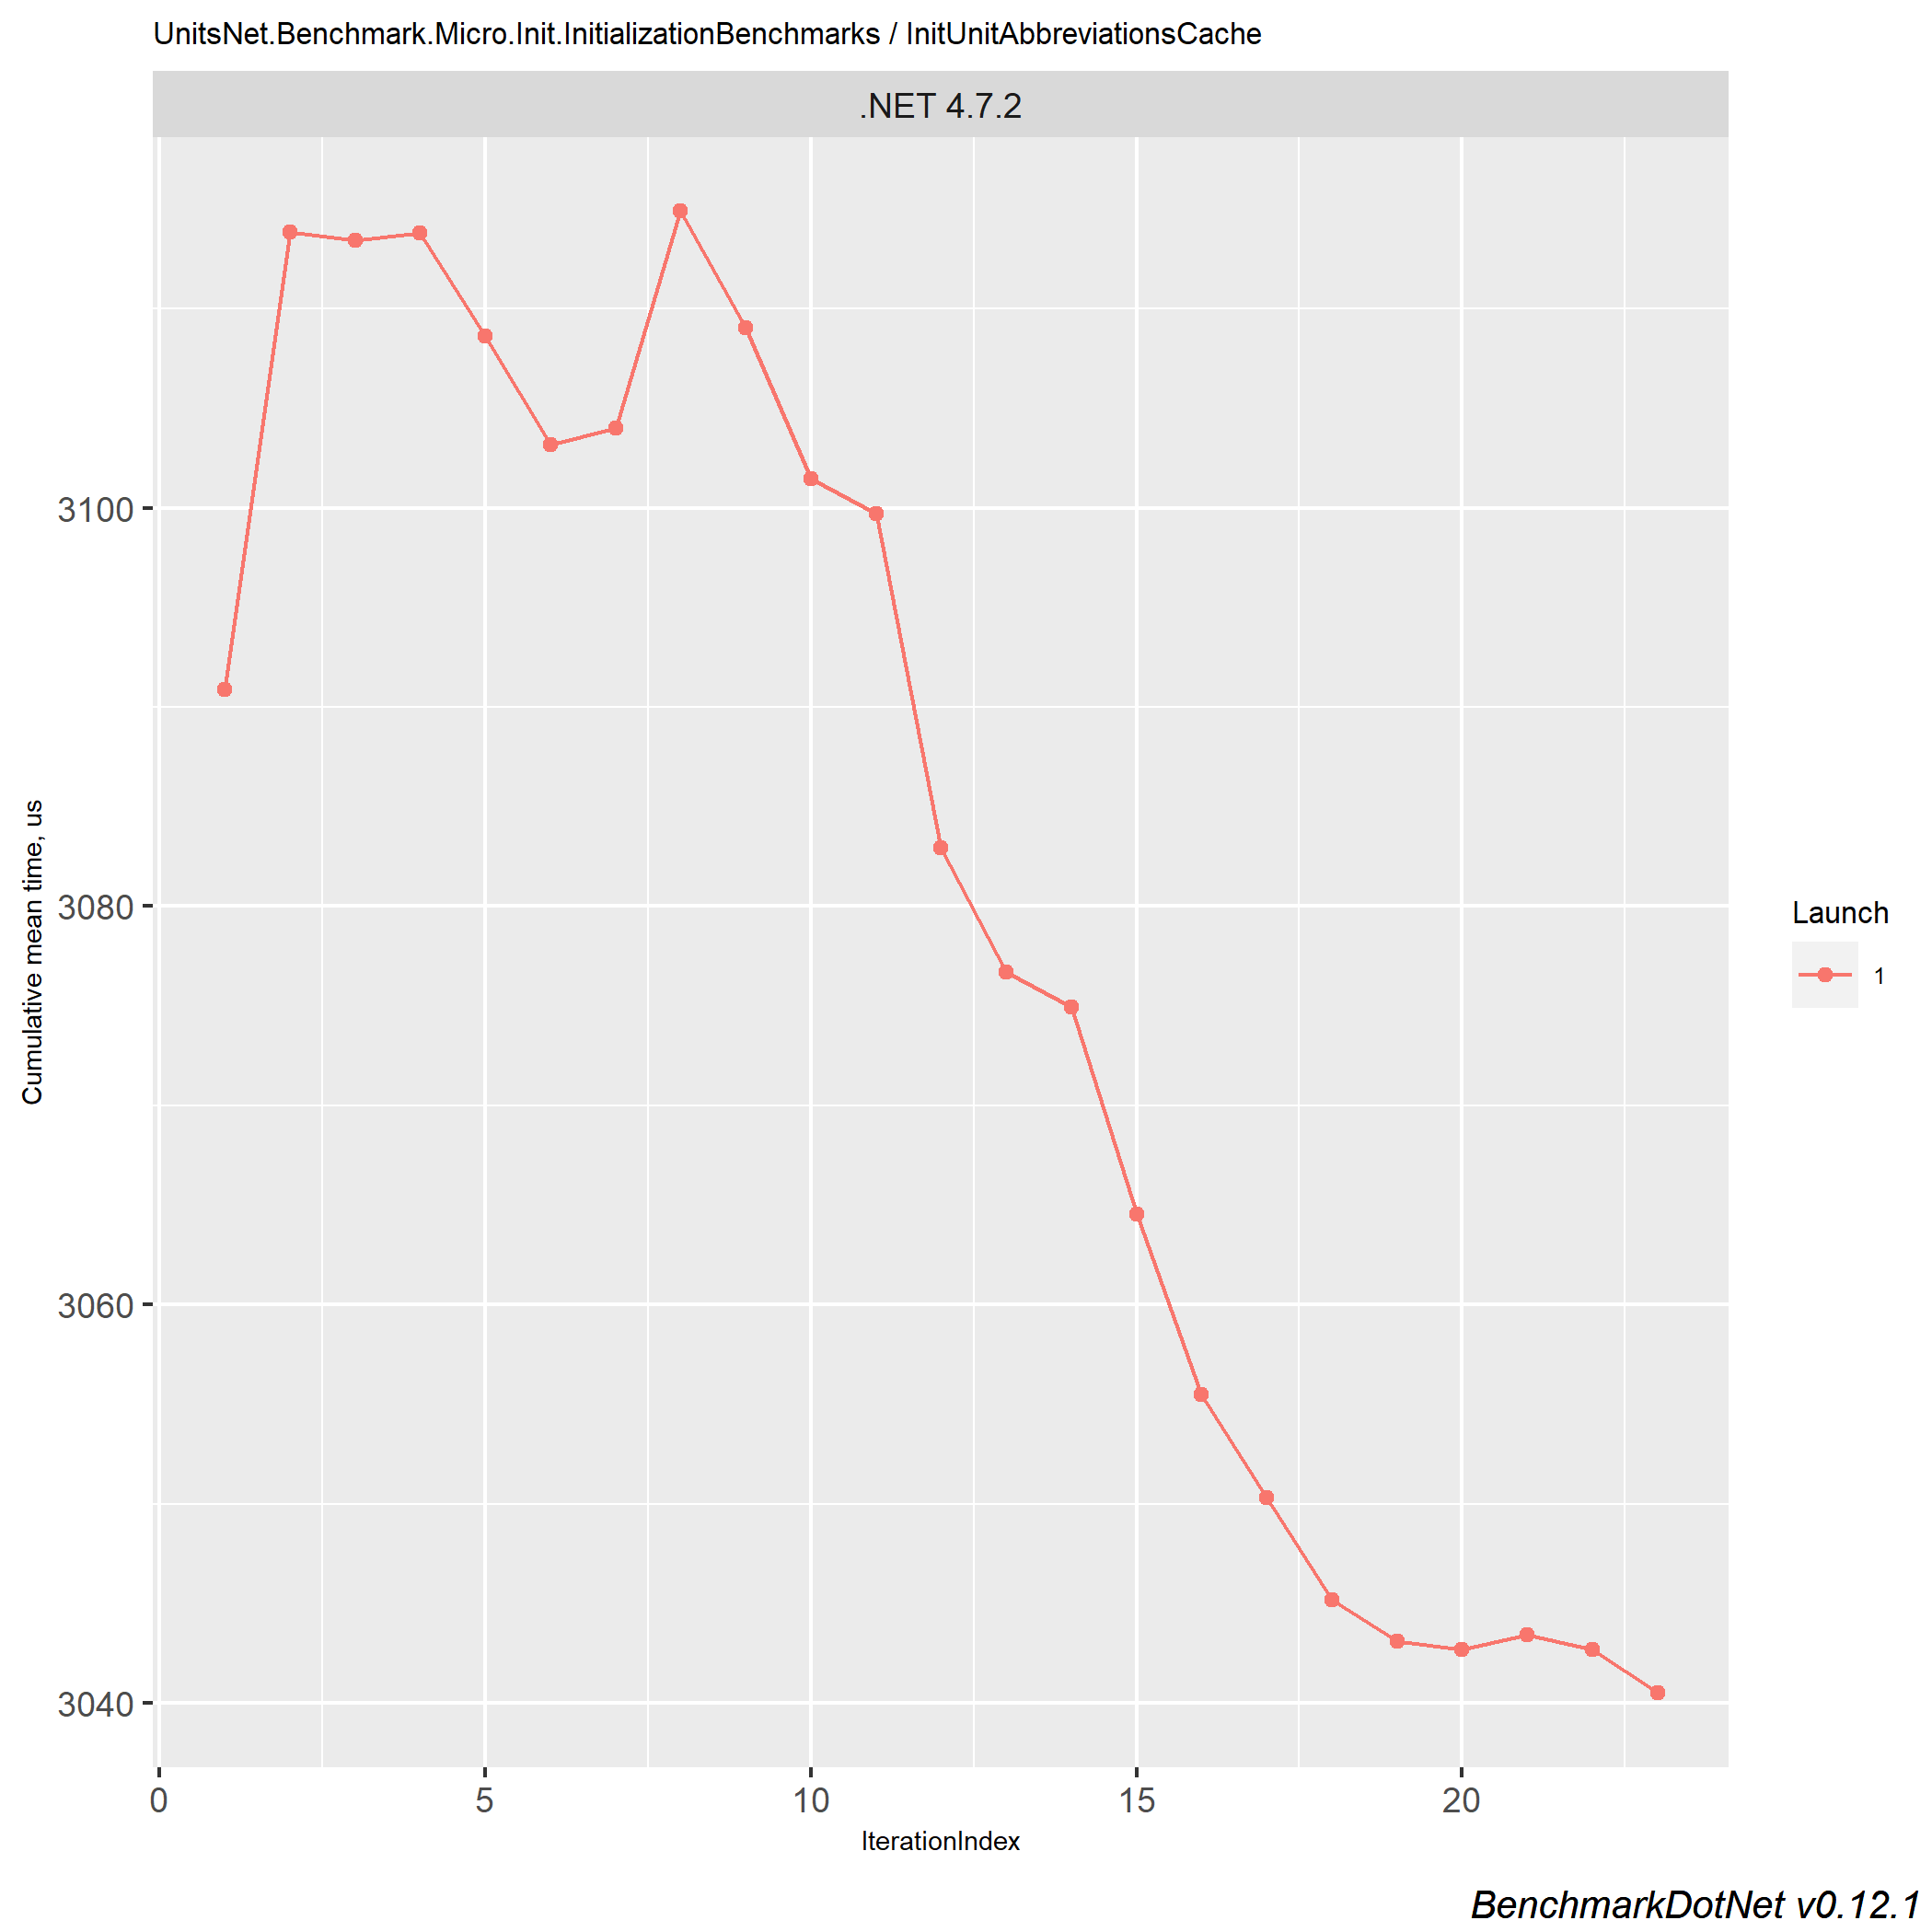 UnitsNet.Benchmark.Micro.Init.InitializationBenchmarks / InitUnitAbbreviationsCache
.NET 4.7.2
Cumulative mean time, us
3100
3080
3060
3040
0 5 10 15 20
IterationIndex
Launch
1
BenchmarkDotNet v0.12.1